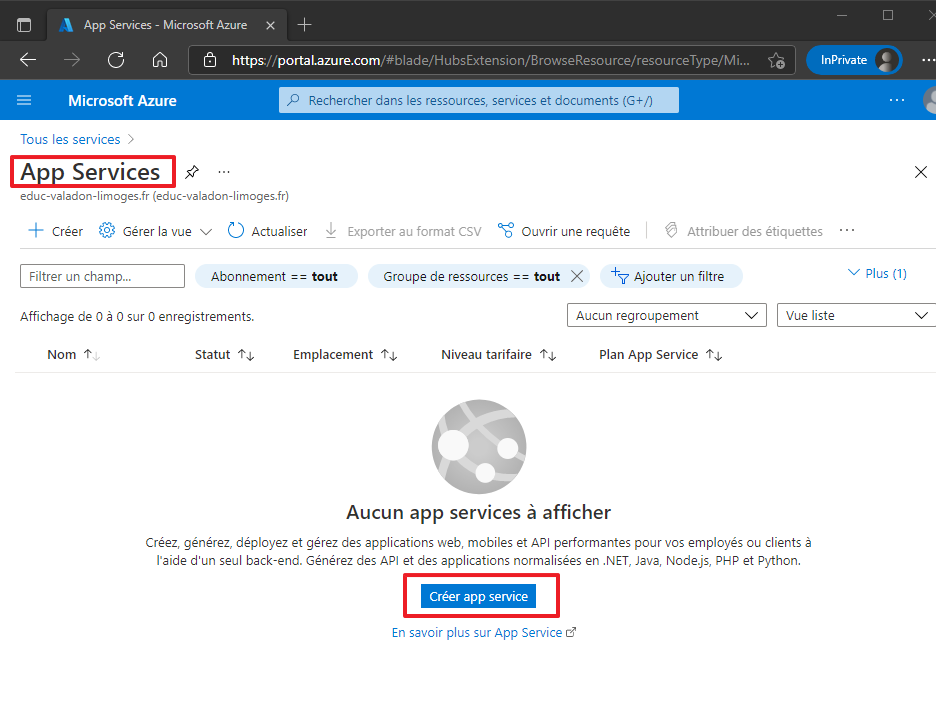 App Services - Microsoft Azure
https://portal.azure.com/#blade/HubsExtension/BrowseResource/resourceType/Mi...
InPrivate
Microsoft Azure
Rechercher dans les ressources, services et documents (G+/)
Tous les services
App Services
educ-valadon-limoges.fr (educ-valadon-limoges.fr)
Créer Gérer la vue Actualiser Exporter au format CSV Ouvrir une requête Attribuer des étiquettes
Filtrer un champ... Abonnement == tout Groupe de ressources == tout Ajouter un filtre Plus (1)
Affichage de 0 à 0 sur 0 enregistrements. Aucun regroupement Vue liste
Nom Statut Emplacement Niveau tarifaire Plan App Service
Aucun app services à afficher
Créez, générez, déployez et gérez des applications web, mobiles et API performantes pour vos employés ou clients à
l'aide d'un seul back-end. Générez des API et des applications normalisées en .NET, Java, Node.js, PHP et Python.
Créer app service
En savoir plus sur App Service